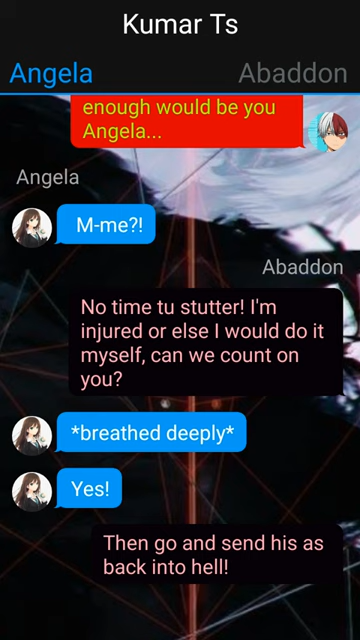 Kumar Ts
Angela
Abaddon
enough would be you
Angela...
Angela
M-me?!
Abaddon
No time tu stutter! I'm
injured or else I would do it
myself, can we count on
you?
*breathed deeply*
Yes!
Then go and send his as
back into hell!